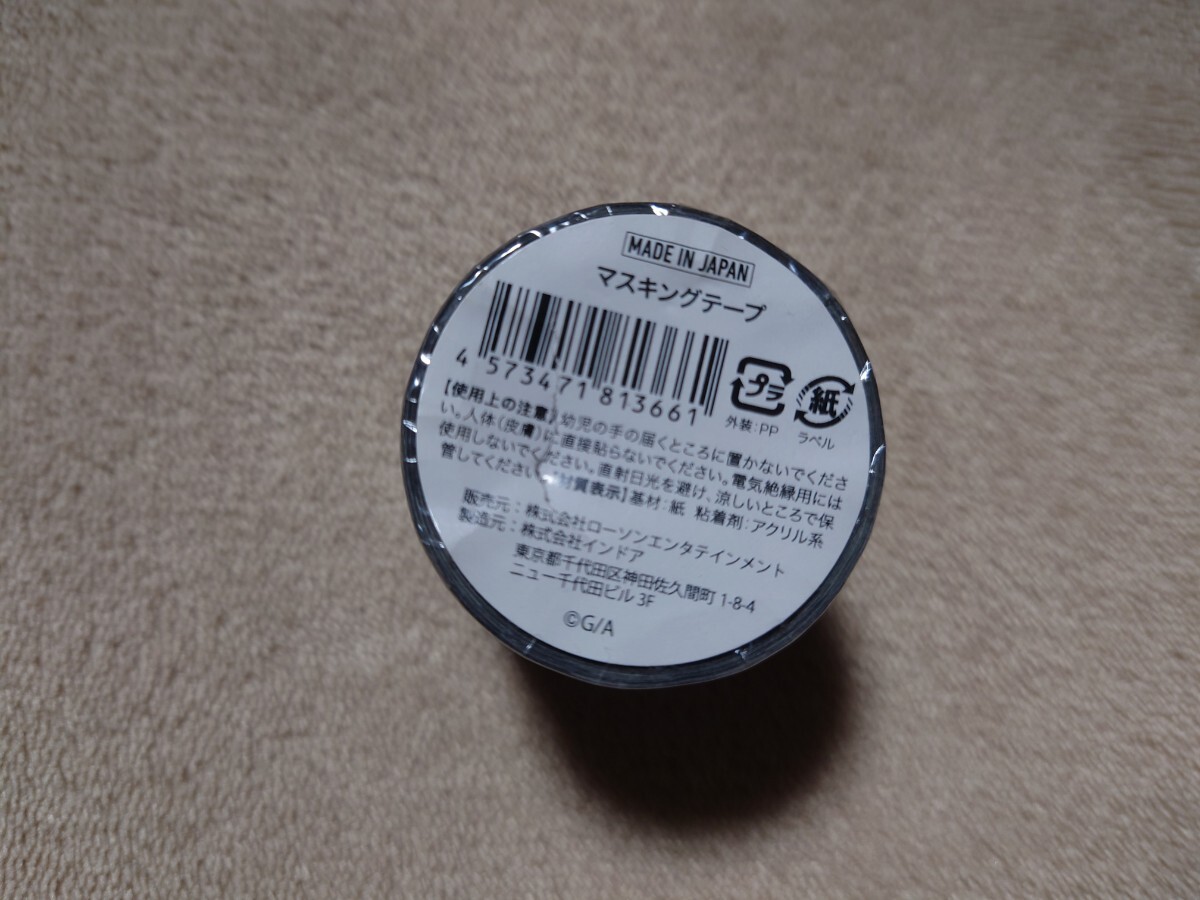 MADE IN JAPAN
マスキングテープ
4 573471 813661
プラ
紙
外装:PP
ラベル
【使用上の注意】幼児の手の届くところに置かないでくださ
い。人体(皮膚)に直接貼らないでください。電気絶縁用には
使用しないでください。直射日光を避け、涼しいところで保
管してください 材質表示】基材:紙 粘着剤:アクリル系
販売元:株式会社ローソンエンタテインメント
製造元:株式会社インドア
東京都千代田区神田佐久間町 1-8-4
ニュー千代田ビル 3F
©G/A